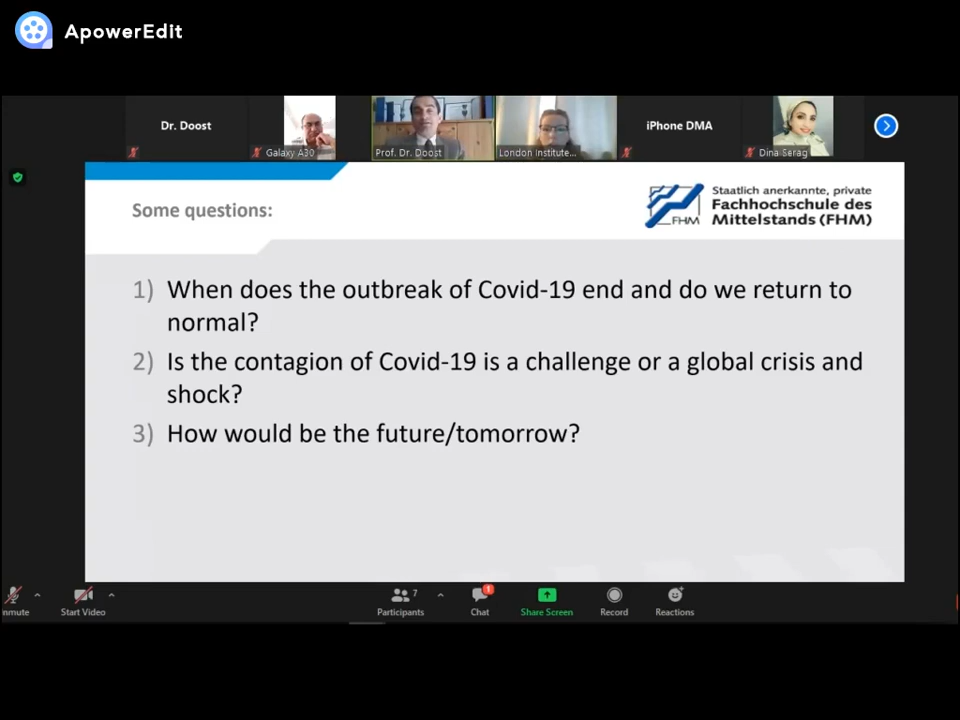 ApowerEdit
Dr. Doost
Galaxy A30
Prof. Dr. Doost
London Institute...
iPhone DMA
Dina Serag
Some questions:
FHM
Staatlich anerkannte, private
Fachhochschule des
Mittelstands (FHM)
1) When does the outbreak of Covid-19 end and do we return to
normal?
2) Is the contagion of Covid-19 is a challenge or a global crisis and
shock?
3) How would be the future/tomorrow?
7
1
nmute
Start Video
Participants
Chat
Share Screen
Record
Reactions